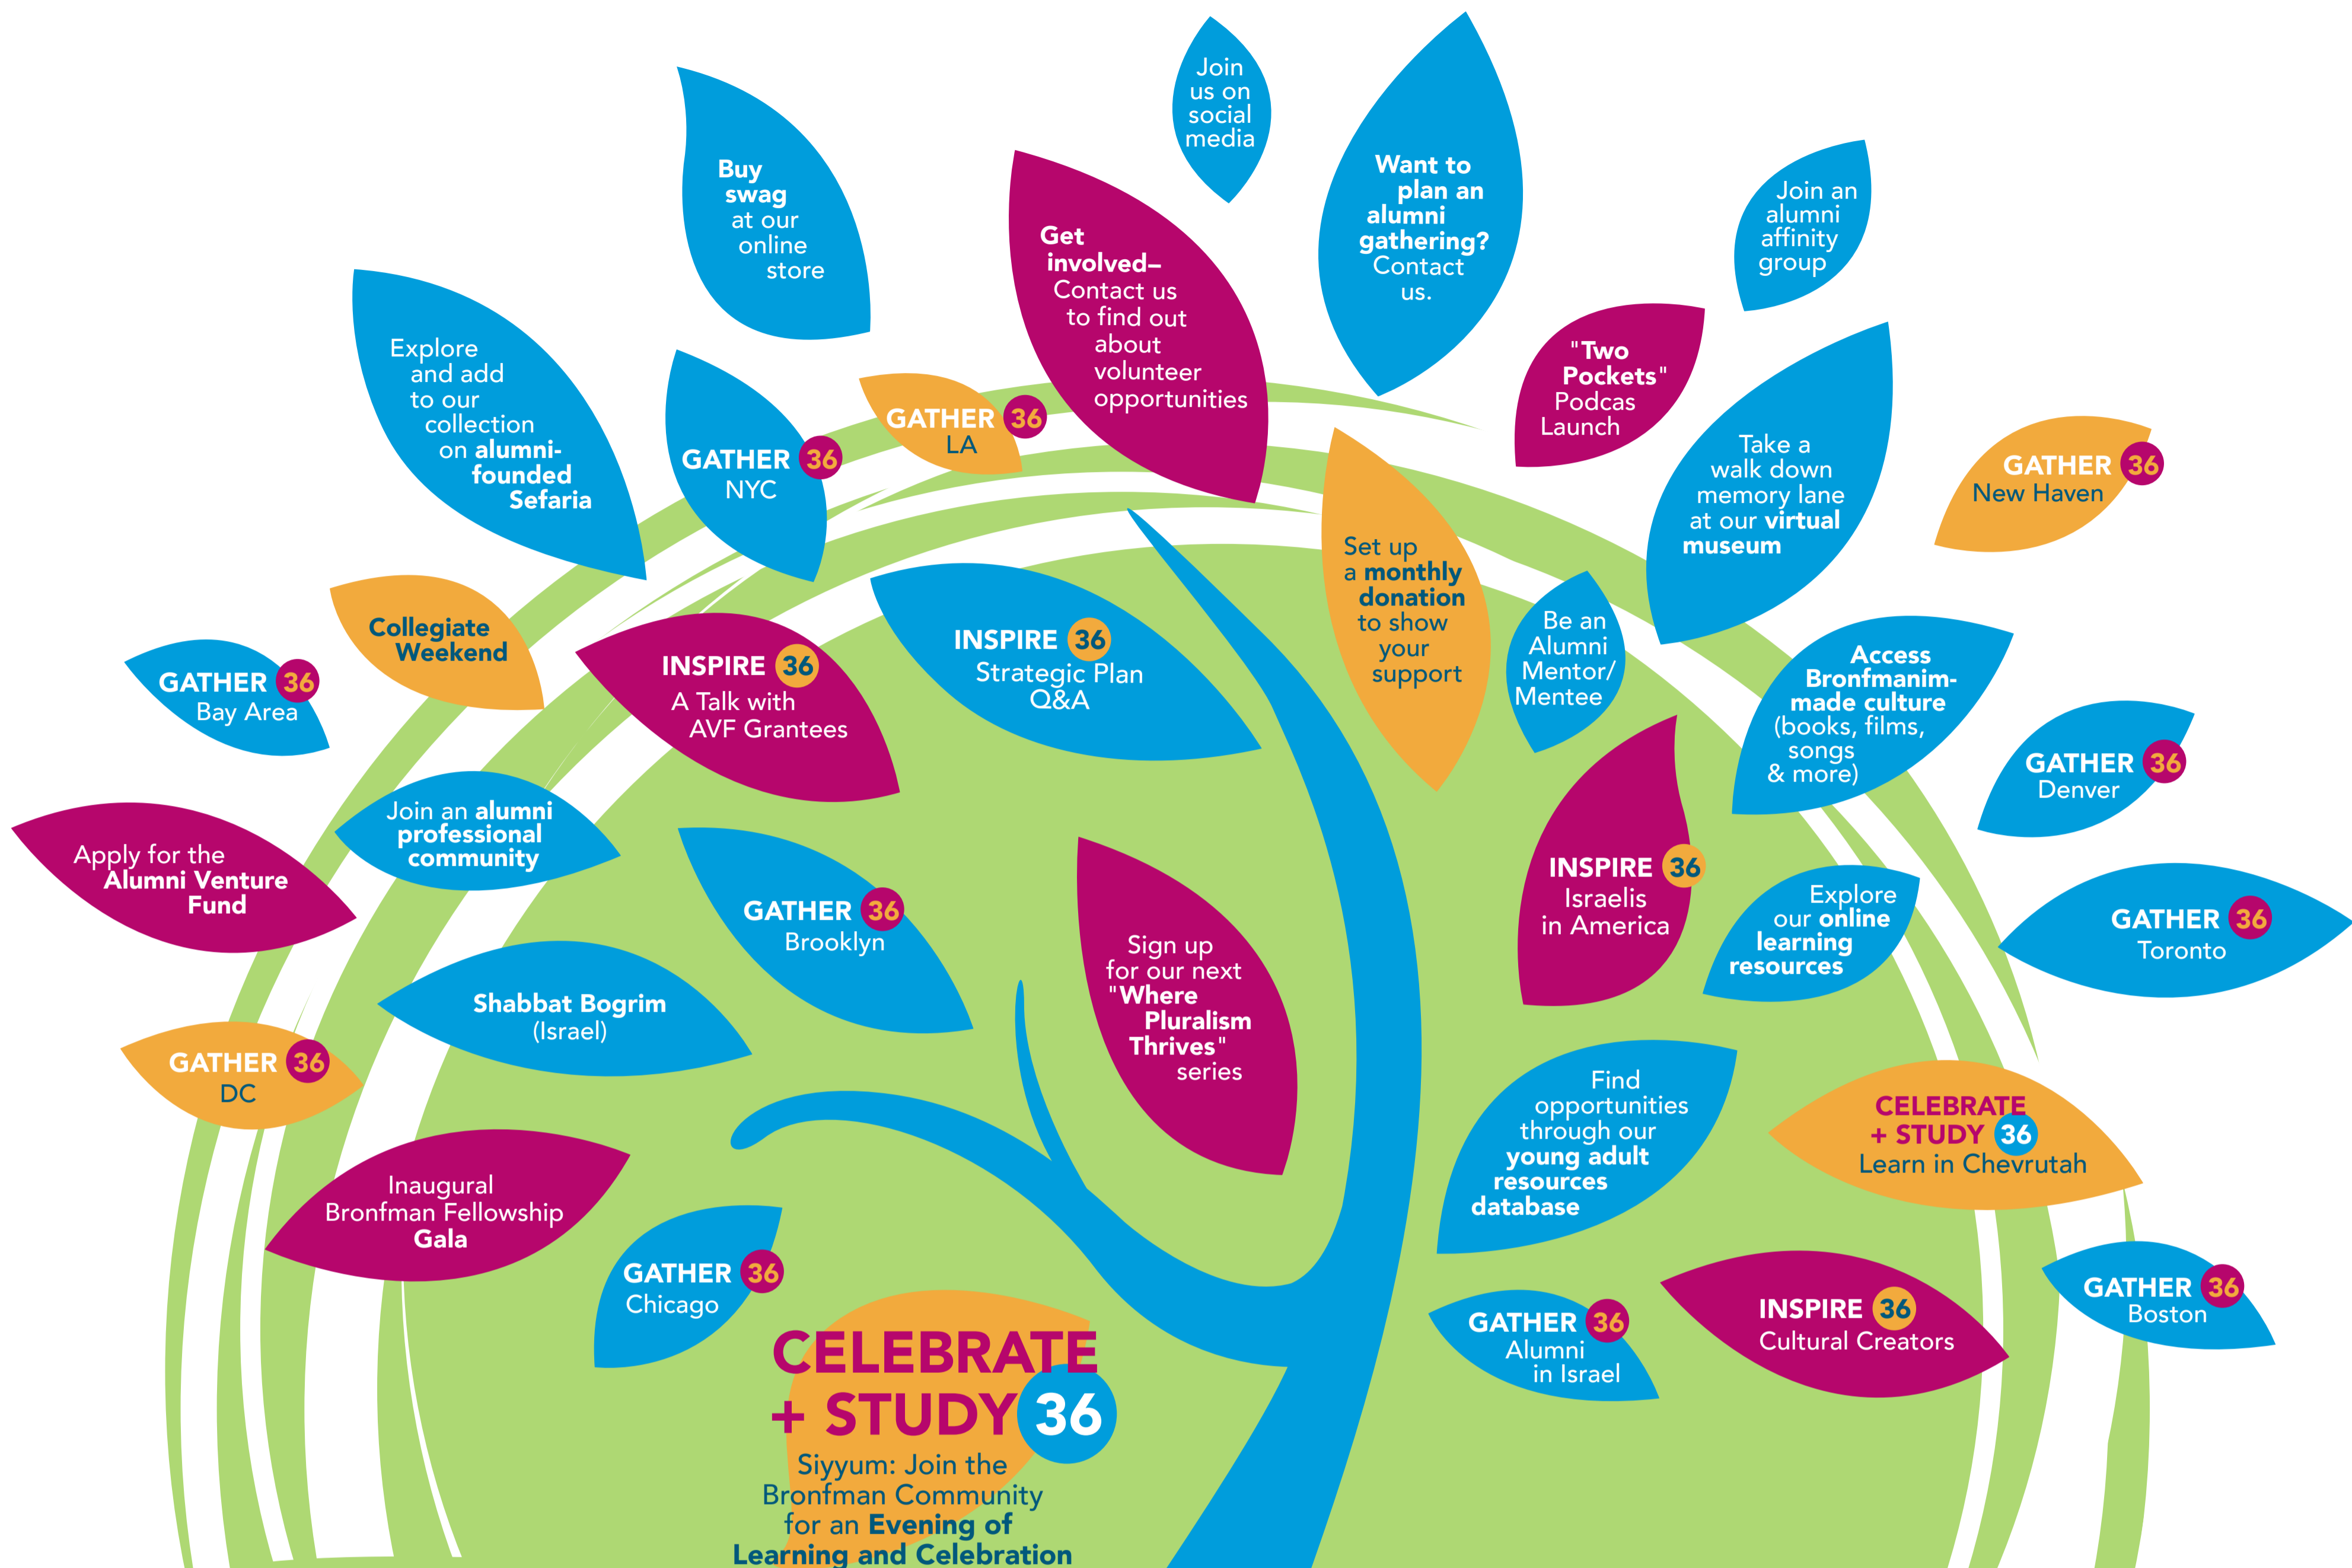 Join
us on
social
media
Buy
swag
at our
online
store
Want to
plan an
alumni
gathering?
Contact
us.
Join an
alumni
affinity
group
Get
involved–
Contact us
to find out
about
volunteer
opportunities
Explore
and add
to our
collection
on alumni-
founded
Sefaria
"Two
Pockets"
Podcas
Launch
GATHER 36
LA
GATHER 36
NYC
Take a
walk down
memory lane
at our virtual
museum
GATHER 36
New Haven
Set up
a monthly
donation
to show
your
support
Collegiate
Weekend
GATHER 36
Bay Area
INSPIRE 36
A Talk with
AVF Grantees
INSPIRE 36
Strategic Plan
Q&A
Be an
Alumni
Mentor/
Mentee
Access
Bronfmanim-
made culture
(books, films,
songs
& more)
GATHER 36
Denver
Join an alumni
professional
community
Apply for the
Alumni Venture
Fund
GATHER 36
Brooklyn
INSPIRE 36
Israelis
in America
Explore
our online
learning
resources
GATHER 36
Toronto
Sign up
for our next
"Where
Pluralism
Thrives"
series
Shabbat Bogrim
(Israel)
GATHER 36
DC
Find
opportunities
through our
young adult
resources
database
CELEBRATE
+ STUDY 36
Learn in Chevrutah
Inaugural
Bronfman Fellowship
Gala
GATHER 36
Chicago
GATHER 36
Alumni
in Israel
INSPIRE 36
Cultural Creators
GATHER 36
Boston
CELEBRATE
+ STUDY 36
Siyyum: Join the
Bronfman Community
for an Evening of
Learning and Celebration